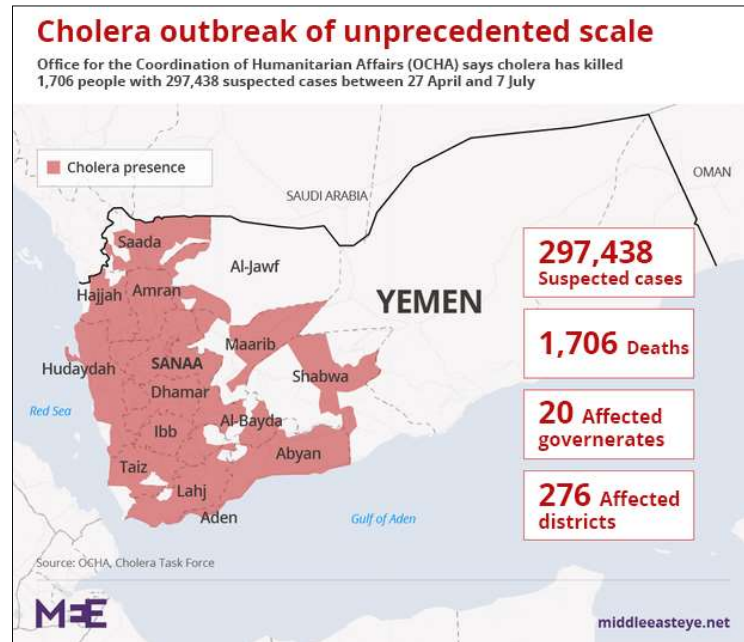 Cholera outbreak of unprecedented scale
Office for the Coordination of Humanitarian Affairs (OCHA) says cholera has killed
1,706 people with 297,438 suspected cases between 27 April and 7 July
Cholera presence
SAUDI ARABIA
OMAN
Saada
Al-Jawf
Hajjah
Amran
YEMEN
Maarib
Hudaydah
SANAA
Shabwa
Dhamar
Red Sea
Al-Bayda
Ibb
Abyan
Taiz
Lahj
Aden
Gulf of Aden
297,438
Suspected cases
1,706 Deaths
20 Affected
governerates
276 Affected
districts
Source: OCHA, Cholera Task Force
MEE
middleeasteye.net